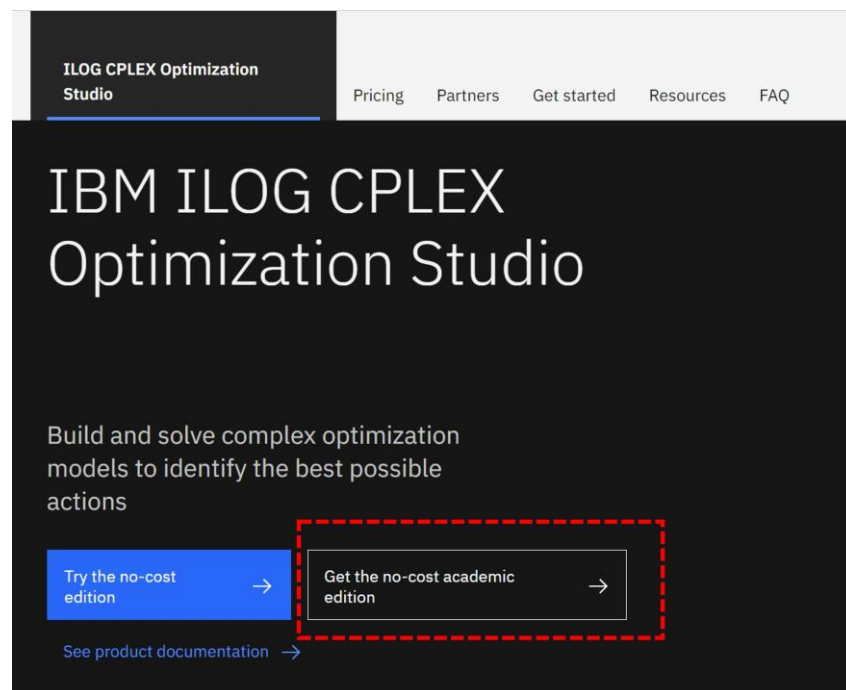 ILOG CPLEX Optimization
Studio
Pricing Partners Get started Resources FAQ
IBM ILOG CPLEX
Optimization Studio
Build and solve complex optimization
models to identify the best possible
actions
Try the no-cost
edition
Get the no-cost academic
edition
See product documentation